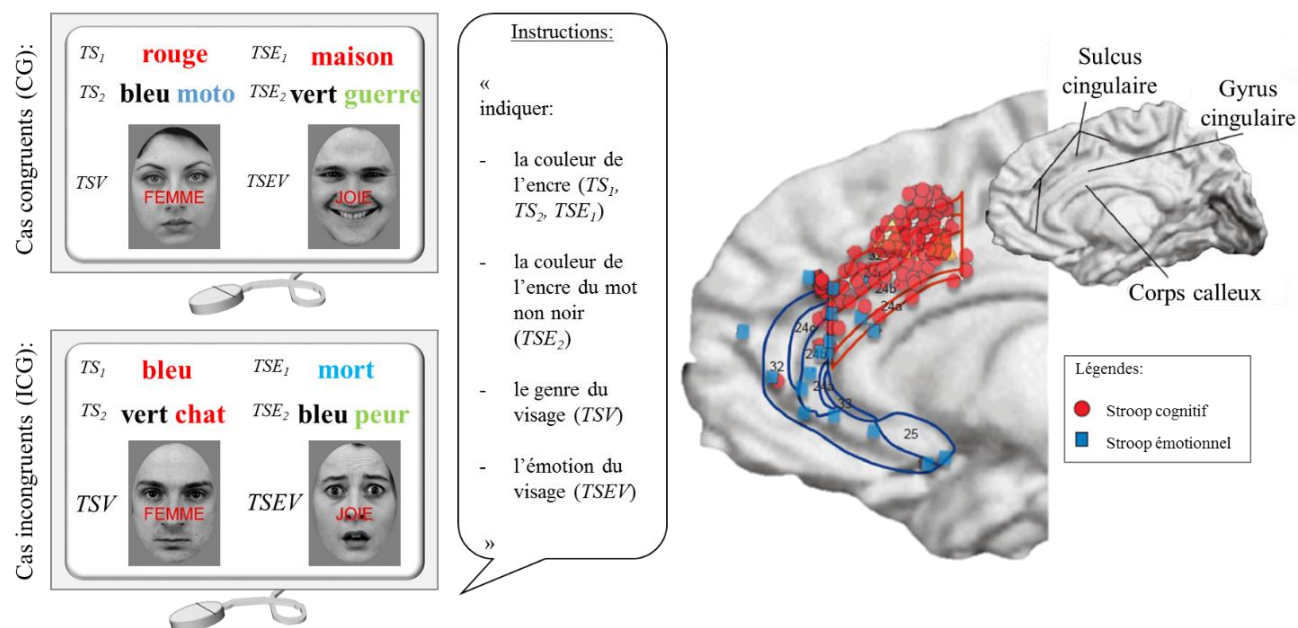 Cas congruents (CG):
TS1 rouge TSE1 maison
TS2 bleu moto TSE2 vert guerre
TSV FEMME TSEV JOIE
Cas incongruents (ICG):
TS1 bleu TSE1 mort
TS2 vert chat TSE2 bleu peur
TSV FEMME TSEV JOIE
Instructions:
«
indiquer:
- la couleur de
l’encre (TS1,
TS2, TSE1)
- la couleur de
l’encre du mot
non noir
(TSE2)
- le genre du
visage (TSV)
- l’émotion du
visage (TSEV)
»
Sulcus
cingulaire
Gyrus
cingulaire
Corps calleux
24b
24a
24c
32
24b
24a
33
25
Légendes:
Stroop cognitif
Stroop émotionnel